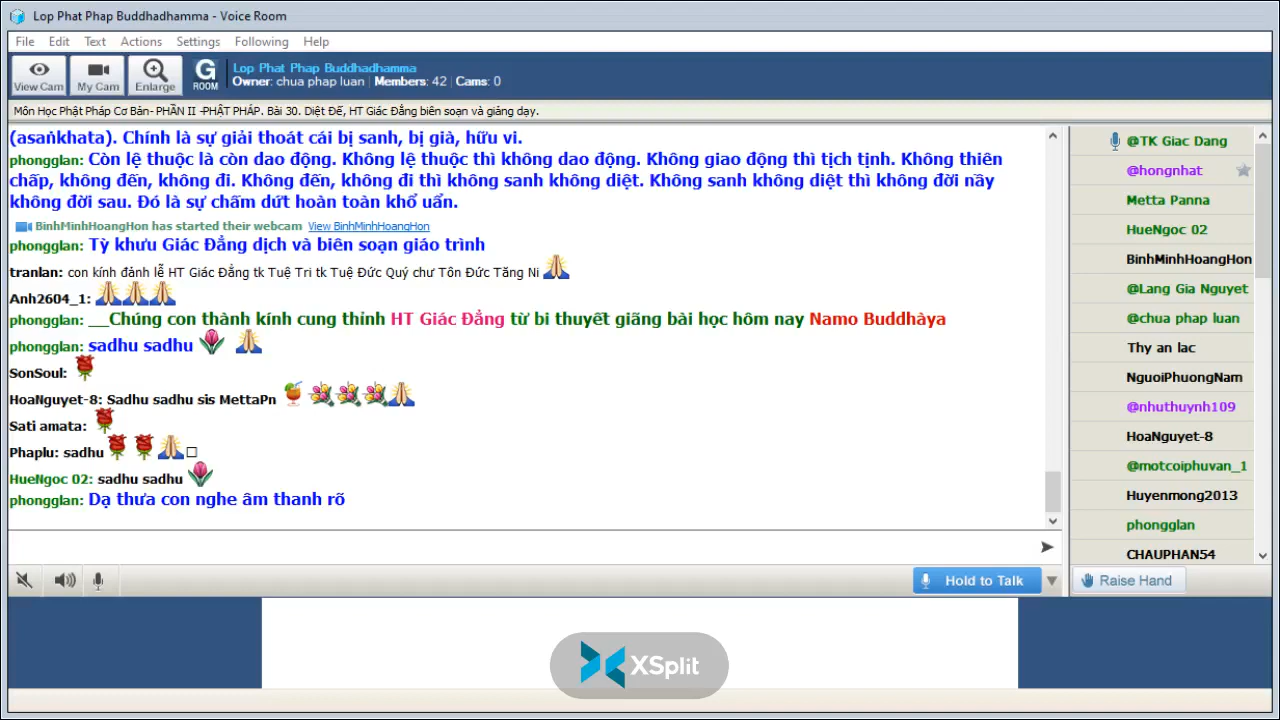 Lop Phat Phap Buddhadhamma - Voice Room
File Edit Text Actions Settings Following Help
View Cam My Cam Enlarge G ROOM
Lop Phat Phap Buddhadhamma
Owner: chua phap luan | Members: 42 | Cams: 0
Môn Học Phật Pháp Cơ Bản- PHẦN II -PHẬT PHÁP. Bài 30. Diệt Đế, HT Giác Đẳng biên soạn và giảng dạy.
(asaṅkhata). Chính là sự giải thoát cái bị sanh, bị già, hữu vi.
phongglan: Còn lệ thuộc là còn dao động. Không lệ thuộc thì không dao động. Không giao động thì tịch tịnh. Không thiên
chấp, không đến, không đi. Không đến, không đi thì không sanh không diệt. Không sanh không diệt thì không đời nầy
không đời sau. Đó là sự chấm dứt hoàn toàn khổ uẩn.
BinhMinhHoangHon has started their webcam View BinhMinhHoangHon
phongglan: Tỳ khưu Giác Đẳng dịch và biên soạn giáo trình
tranlan: con kính đảnh lễ HT Giác Đẳng tk Tuệ Tri tk Tuệ Đức Quý chư Tôn Đức Tăng Ni
Anh2604_1:
phongglan: __Chúng con thành kính cung thỉnh HT Giác Đẳng từ bi thuyết giãng bài học hôm nay Namo Buddhàya
phongglan: sadhu sadhu
SonSoul:
HoaNguyet-8: Sadhu sadhu sis MettaPn
Sati amata:
Phaplu: sadhu
HueNgoc 02: sadhu sadhu
phongglan: Dạ thưa con nghe âm thanh rõ
Hold to Talk
@TK Giac Dang
@hongnhat
Metta Panna
HueNgoc 02
BinhMinhHoangHon
@Lang Gia Nguyet
@chua phap luan
Thy an lac
NguoiPhuongNam
@nhuthuynh109
HoaNguyet-8
@motcoiphuvan_1
Huyenmong2013
phongglan
CHAUPHAN54
Raise Hand
XSplit